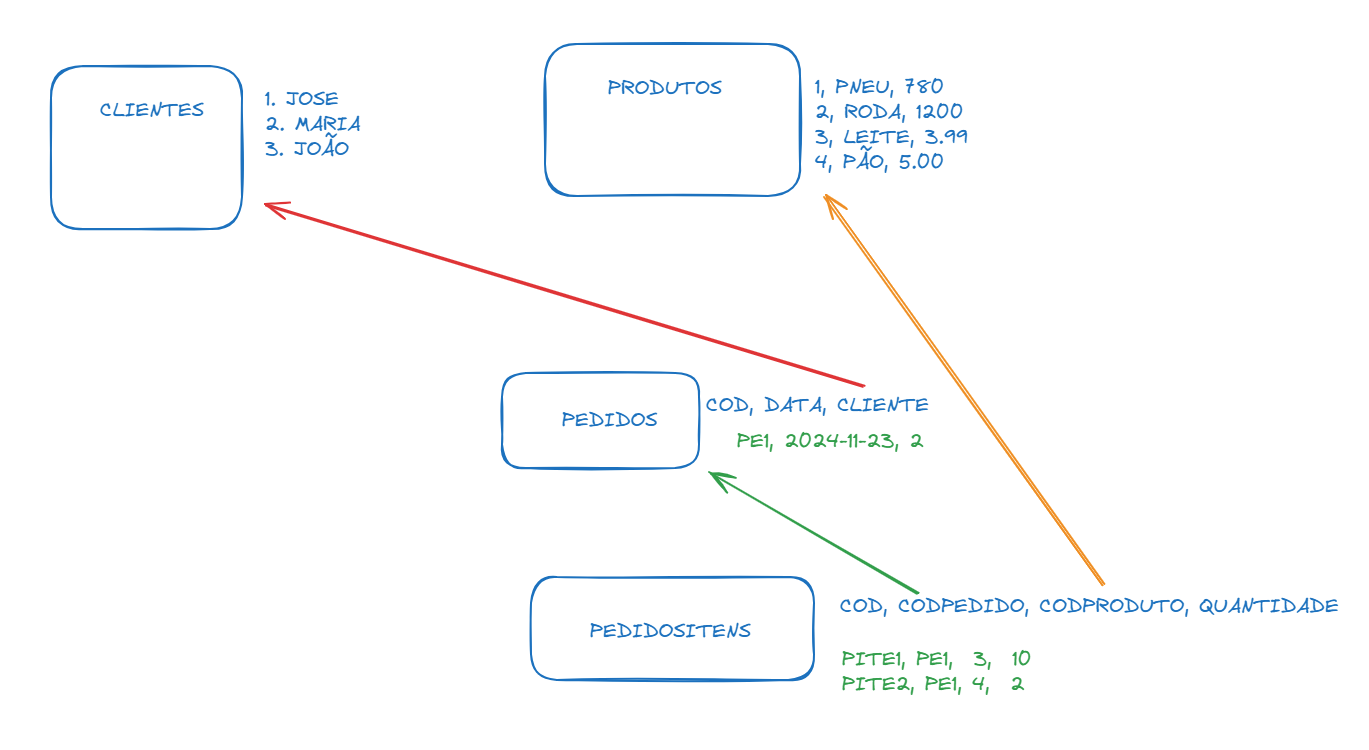 CLIENTES
1. JOSE
2. MARIA
3. JOÃO
PRODUTOS
1, PNEU, 780
2, RODA, 1200
3, LEITE, 3.99
4, PÃO, 5.00
PEDIDOS
COD, DATA, CLIENTE
PE1, 2024-11-23, 2
PEDIDOSITENS
COD, CODPEDIDO, CODPRODUTO, QUANTIDADE
PITE1, PE1, 3, 10
PITE2, PE1, 4, 2